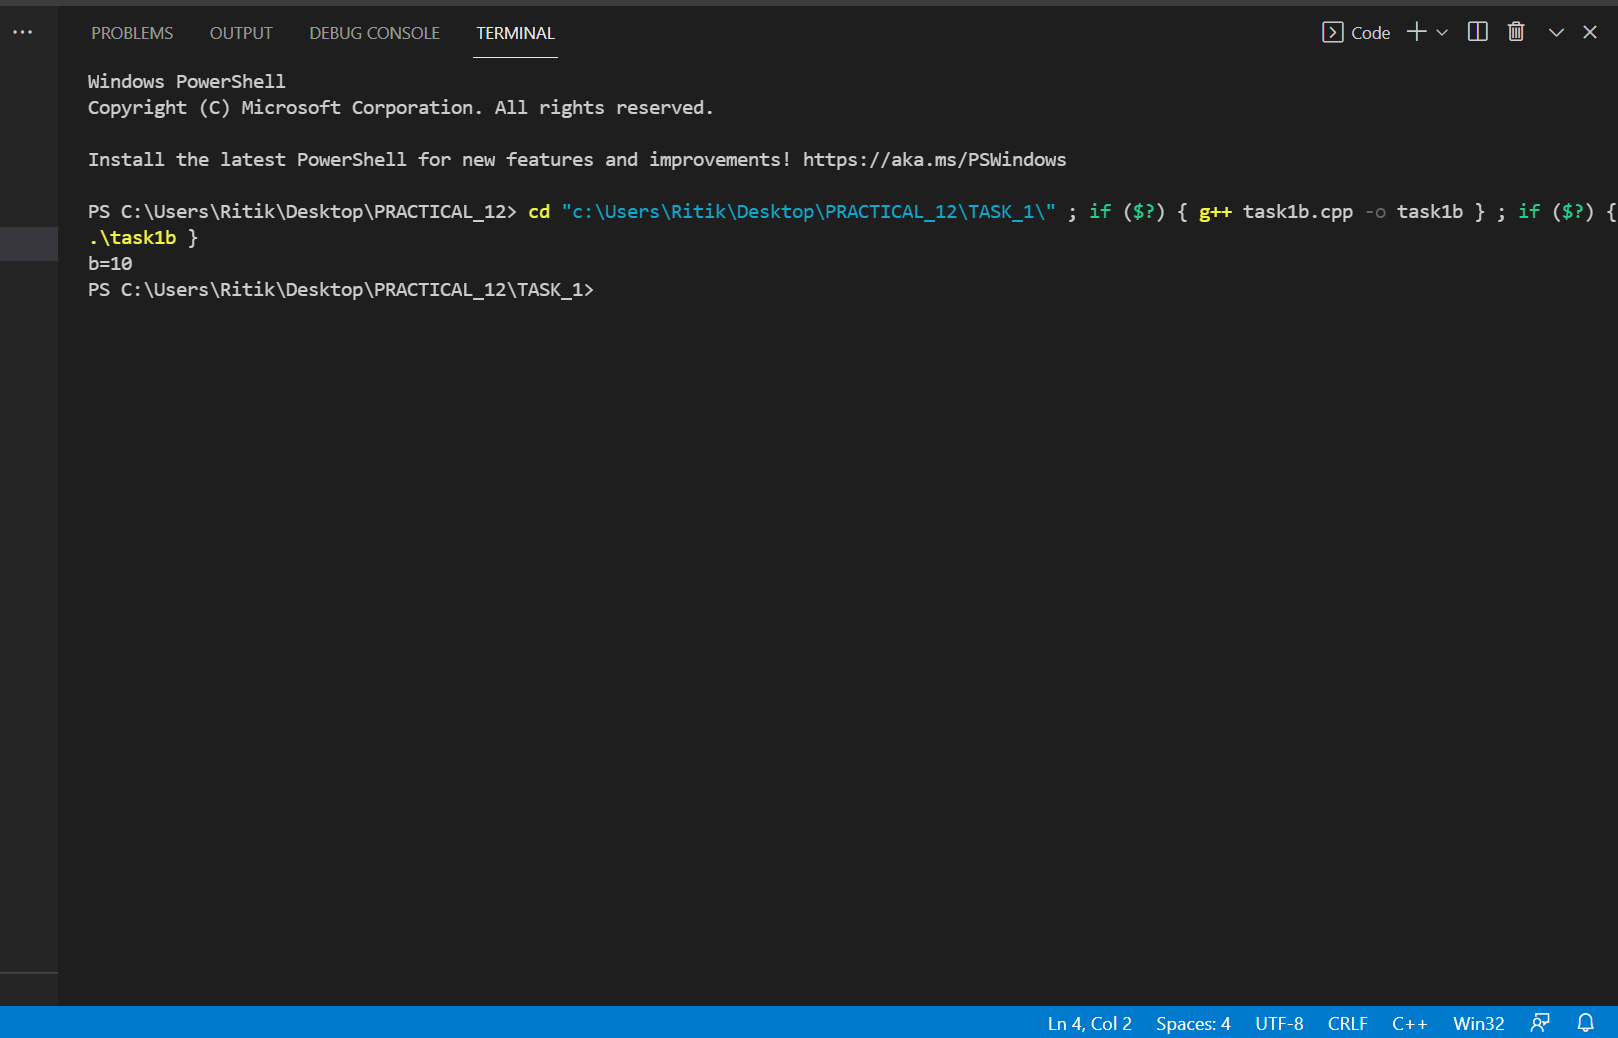 PROBLEMS OUTPUT DEBUG CONSOLE TERMINAL Code
Windows PowerShell
Copyright (C) Microsoft Corporation. All rights reserved.
Install the latest PowerShell for new features and improvements! https://aka.ms/PSWindows
PS C:\Users\Ritik\Desktop\PRACTICAL_12> cd "c:\Users\Ritik\Desktop\PRACTICAL_12\TASK_1\" ; if ($?) { g++ task1b.cpp -o task1b } ; if ($?) {
.\task1b }
b=10
PS C:\Users\Ritik\Desktop\PRACTICAL_12\TASK_1>
Ln 4, Col 2 Spaces: 4 UTF-8 CRLF C++ Win32